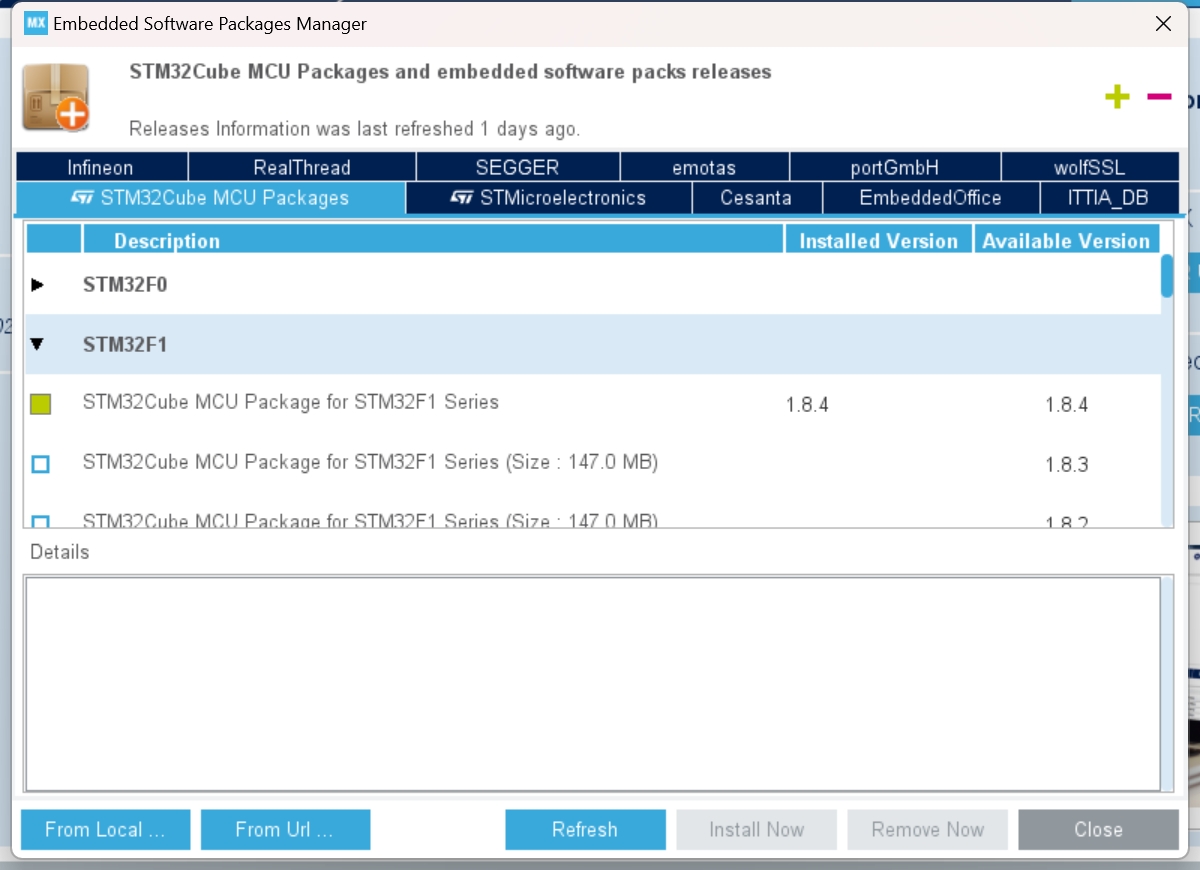 MX Embedded Software Packages Manager
STM32Cube MCU Packages and embedded software packs releases
Releases Information was last refreshed 1 days ago.
Infineon RealThread SEGGER emotas portGmbH wolfSSL
STM32Cube MCU Packages STMicroelectronics Cesanta EmbeddedOffice ITTIA_DB
Description Installed Version Available Version
STM32F0
STM32F1
STM32Cube MCU Package for STM32F1 Series 1.8.4 1.8.4
STM32Cube MCU Package for STM32F1 Series (Size : 147.0 MB) 1.8.3
STM32Cube MCU Package for STM32F1 Series (Size : 147.0 MB) 1.8.2
Details
From Local ... From Url ... Refresh Install Now Remove Now Close